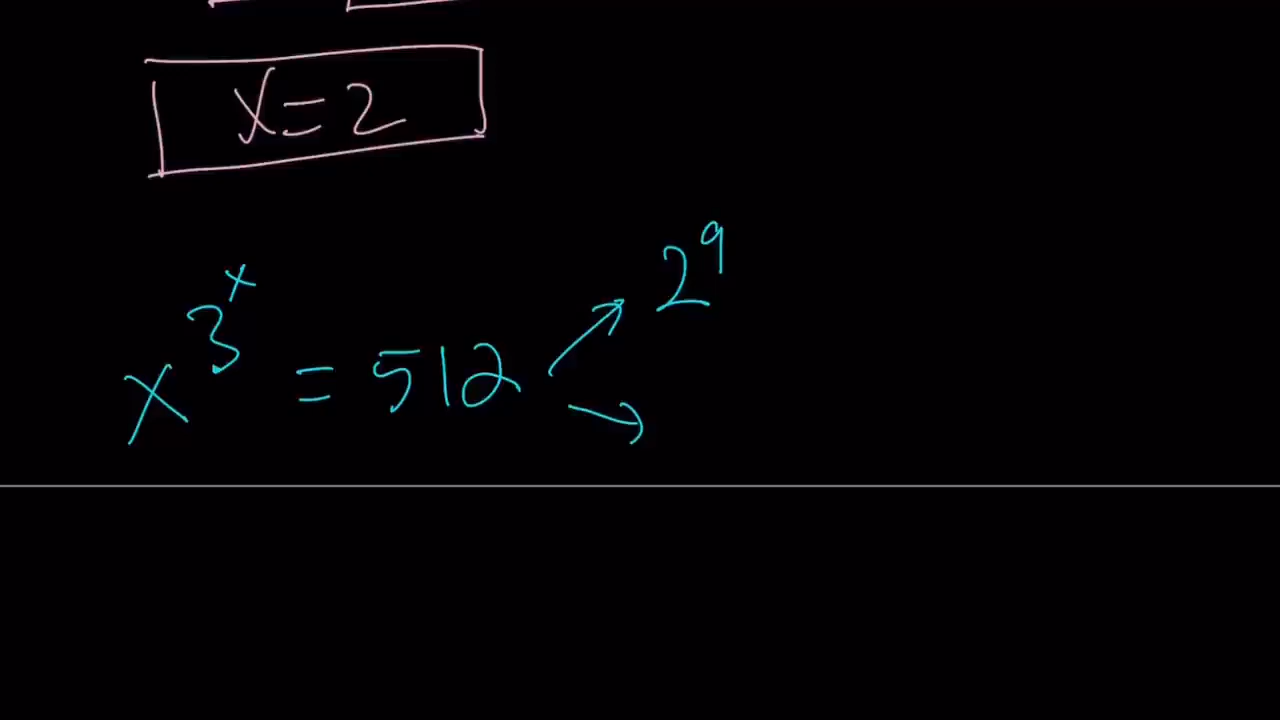 x=2
x^{3^x} = 512 ↗ 2^9
→